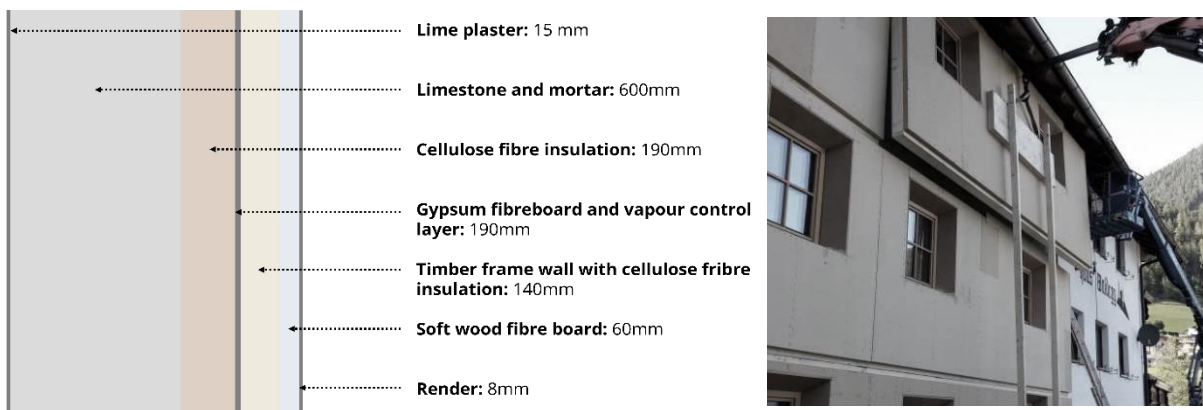 Lime plaster: 15 mm
Limestone and mortar: 600mm
Cellulose fibre insulation: 190mm
Gypsum fibreboard and vapour control
layer: 190mm
Timber frame wall with cellulose fribre
insulation: 140mm
Soft wood fibre board: 60mm
Render: 8mm